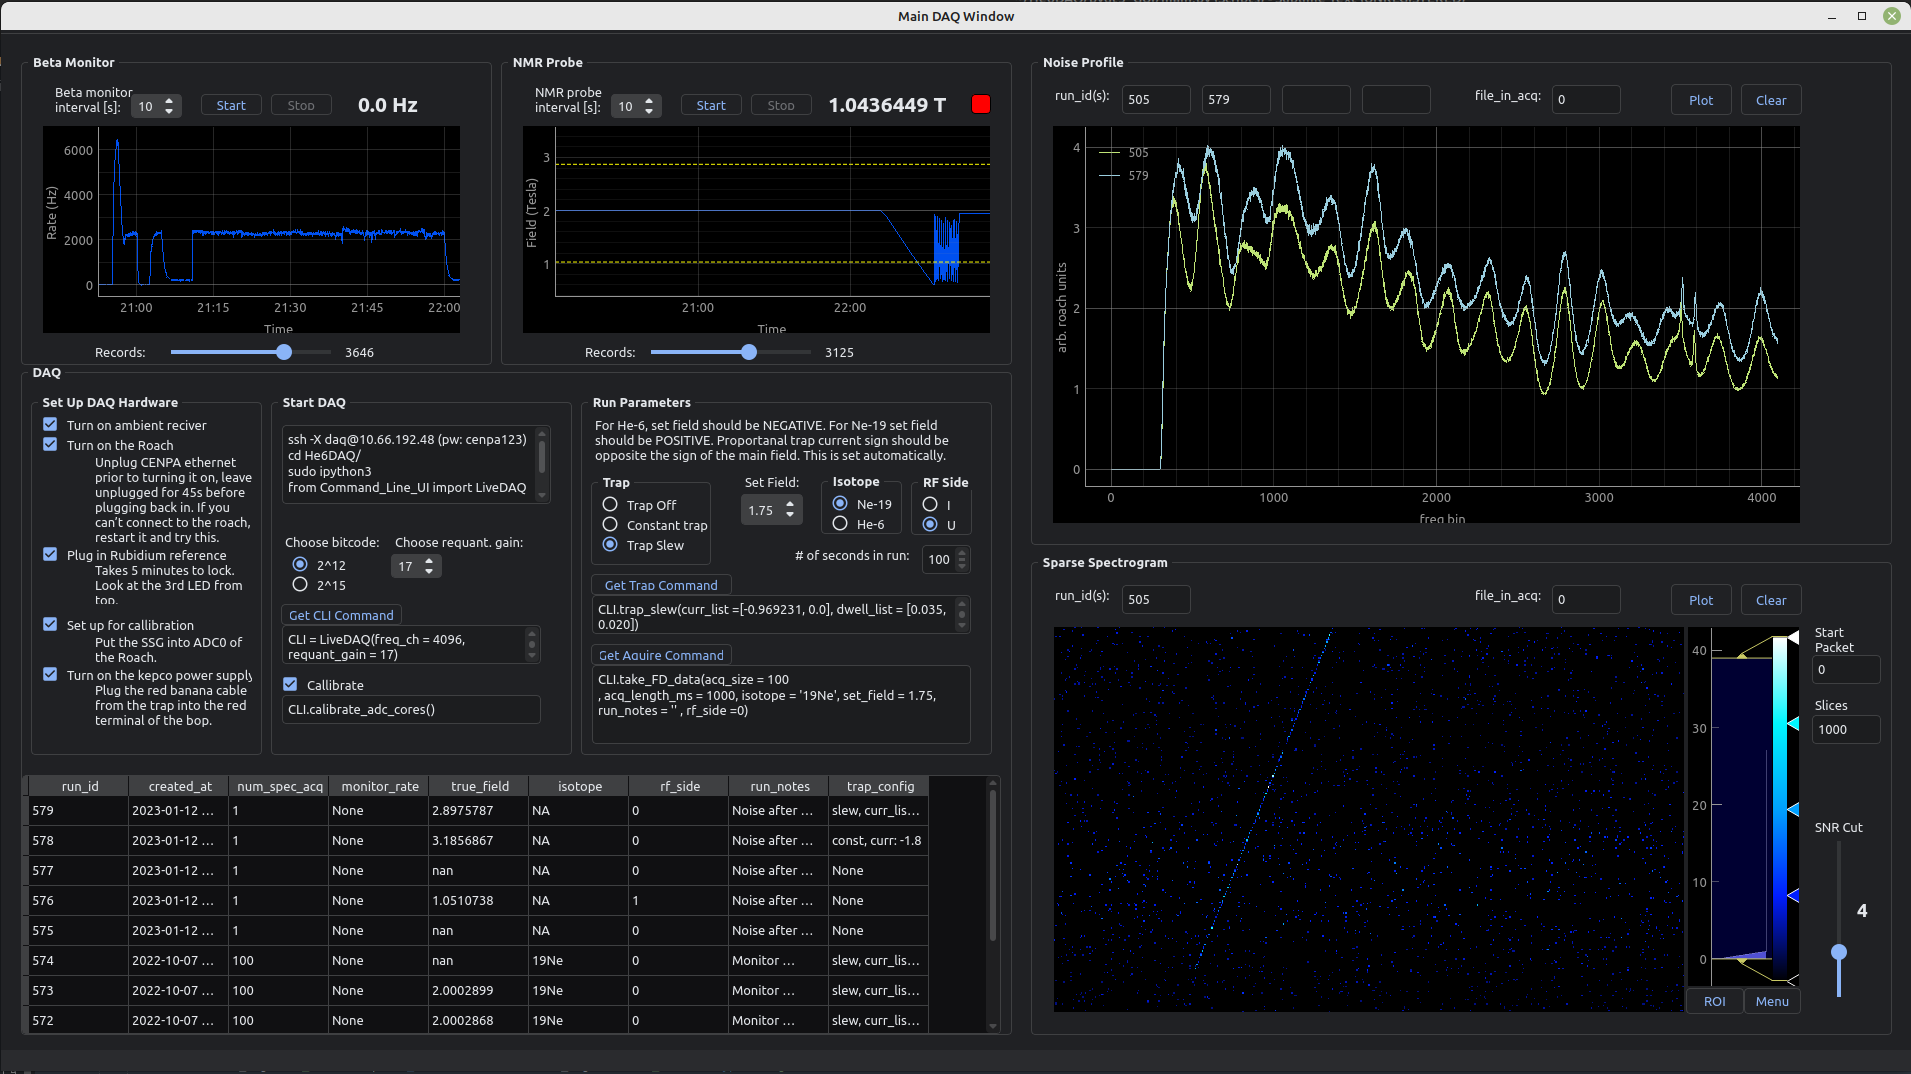 Main DAQ Window
Beta Monitor
Beta monitor
interval [s]:
10
Start
Stop
0.0 Hz
6000
4000
2000
0
Rate (Hz)
21:00
21:15
21:30
21:45
22:00
Time
Records:
3646
NMR Probe
NMR probe
interval [s]:
10
Start
Stop
1.0436449 T
3
2
1
Field (Tesla)
21:00
22:00
Time
Records:
3125
DAQ
Set Up DAQ Hardware
Turn on ambient reciver
Turn on the Roach
Unplug CENPA ethernet
prior to turning it on, leave
unplugged for 45s before
plugging back in. If you
can't connect to the roach,
restart it and try this.
Plug in Rubidium reference
Takes 5 minutes to lock.
Look at the 3rd LED from
top.
Set up for callibration
Put the SSG into ADC0 of
the Roach.
Turn on the kepco power supply
Plug the red banana cable
from the trap into the red
terminal of the bop.
Start DAQ
ssh -X daq@10.66.192.48 (pw: cenpa123)
cd He6DAQ/
sudo ipython3
from Command_Line_UI import LiveDAQ
Choose bitcode:
2^12
2^15
Choose requant. gain:
17
Get CLI Command
CLI = LiveDAQ(freq_ch = 4096,
requant_gain = 17)
Callibrate
CLI.calibrate_adc_cores()
Run Parameters
For He-6, set field should be NEGATIVE. For Ne-19 set field
should be POSITIVE. Proportanal trap current sign should be
opposite the sign of the main field. This is set automatically.
Trap
Trap Off
Constant trap
Trap Slew
Set Field:
1.75
Isotope
Ne-19
He-6
RF Side
I
U
# of seconds in run:
100
Get Trap Command
CLI.trap_slew(curr_list =[-0.969231, 0.0], dwell_list = [0.035,
0.020])
Get Aquire Command
CLI.take_FD_data(acq_size = 100
, acq_length_ms = 1000, isotope = '19Ne', set_field = 1.75,
run_notes = '' , rf_side =0)
run_id created_at num_spec_acq monitor_rate true_field isotope rf_side run_notes trap_config
579 2023-01-12 … 1 None 2.8975787 NA 0 Noise after … slew, curr_lis…
578 2023-01-12 … 1 None 3.1856867 NA 0 Noise after … const, curr: -1.8
577 2023-01-12 … 1 None nan NA 0 Noise after … None
576 2023-01-12 … 1 None 1.0510738 NA 1 Noise after … None
575 2023-01-12 … 1 None nan NA 0 Noise after … None
574 2022-10-07 … 100 None nan 19Ne 0 Monitor … slew, curr_lis…
573 2022-10-07 … 100 None 2.0002899 19Ne 0 Monitor … slew, curr_lis…
572 2022-10-07 … 100 None 2.0002868 19Ne 0 Monitor … slew, curr_lis…
Noise Profile
run_id(s):
505
579
file_in_acq:
0
Plot
Clear
505
579
4
3
2
1
0
arb. roach units
0
1000
2000
3000
4000
freq bin
Sparse Spectrogram
run_id(s):
505
file_in_acq:
0
Plot
Clear
40
30
20
10
0
ROI
Menu
Start
Packet
0
Slices
1000
SNR Cut
4